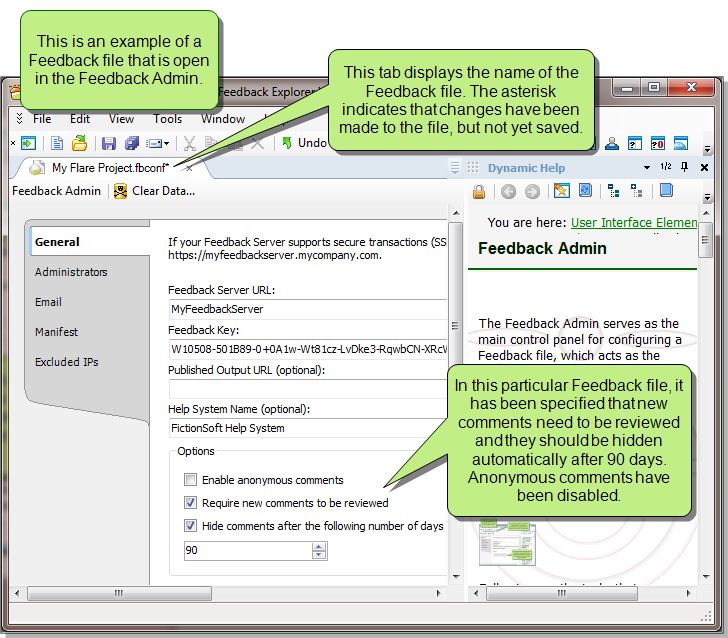 This is an example of a
Feedback file that is open
in the Feedback Admin.
This tab displays the name of the
Feedback file. The asterisk
indicates that changes have been
made to the file, but not yet saved.
Feedback Explorer
File Edit View Tools Window
Undo
My Flare Project.fbconf*
Feedback Admin Clear Data...
General
Administrators
Email
Manifest
Excluded IPs
If your Feedback Server supports secure transactions (SS
https://myfeedbackserver.mycompany.com.
Feedback Server URL:
MyFeedbackServer
Feedback Key:
W10508-501B89-0+0A1w-Wt81cz-LvDke3-RqwbCN-XRcW
Published Output URL (optional):
Help System Name (optional):
FictionSoft Help System
Options
Enable anonymous comments
Require new comments to be reviewed
Hide comments after the following number of days
90
Dynamic Help 1/2
You are here: User Interface Elemen
Feedback Admin
The Feedback Admin serves as the
main control panel for configuring a
Feedback file, which acts as the
In this particular Feedback file, it
has been specified that new
comments need to be reviewed
and they should be hidden
automatically after 90 days.
Anonymous comments have
been disabled.